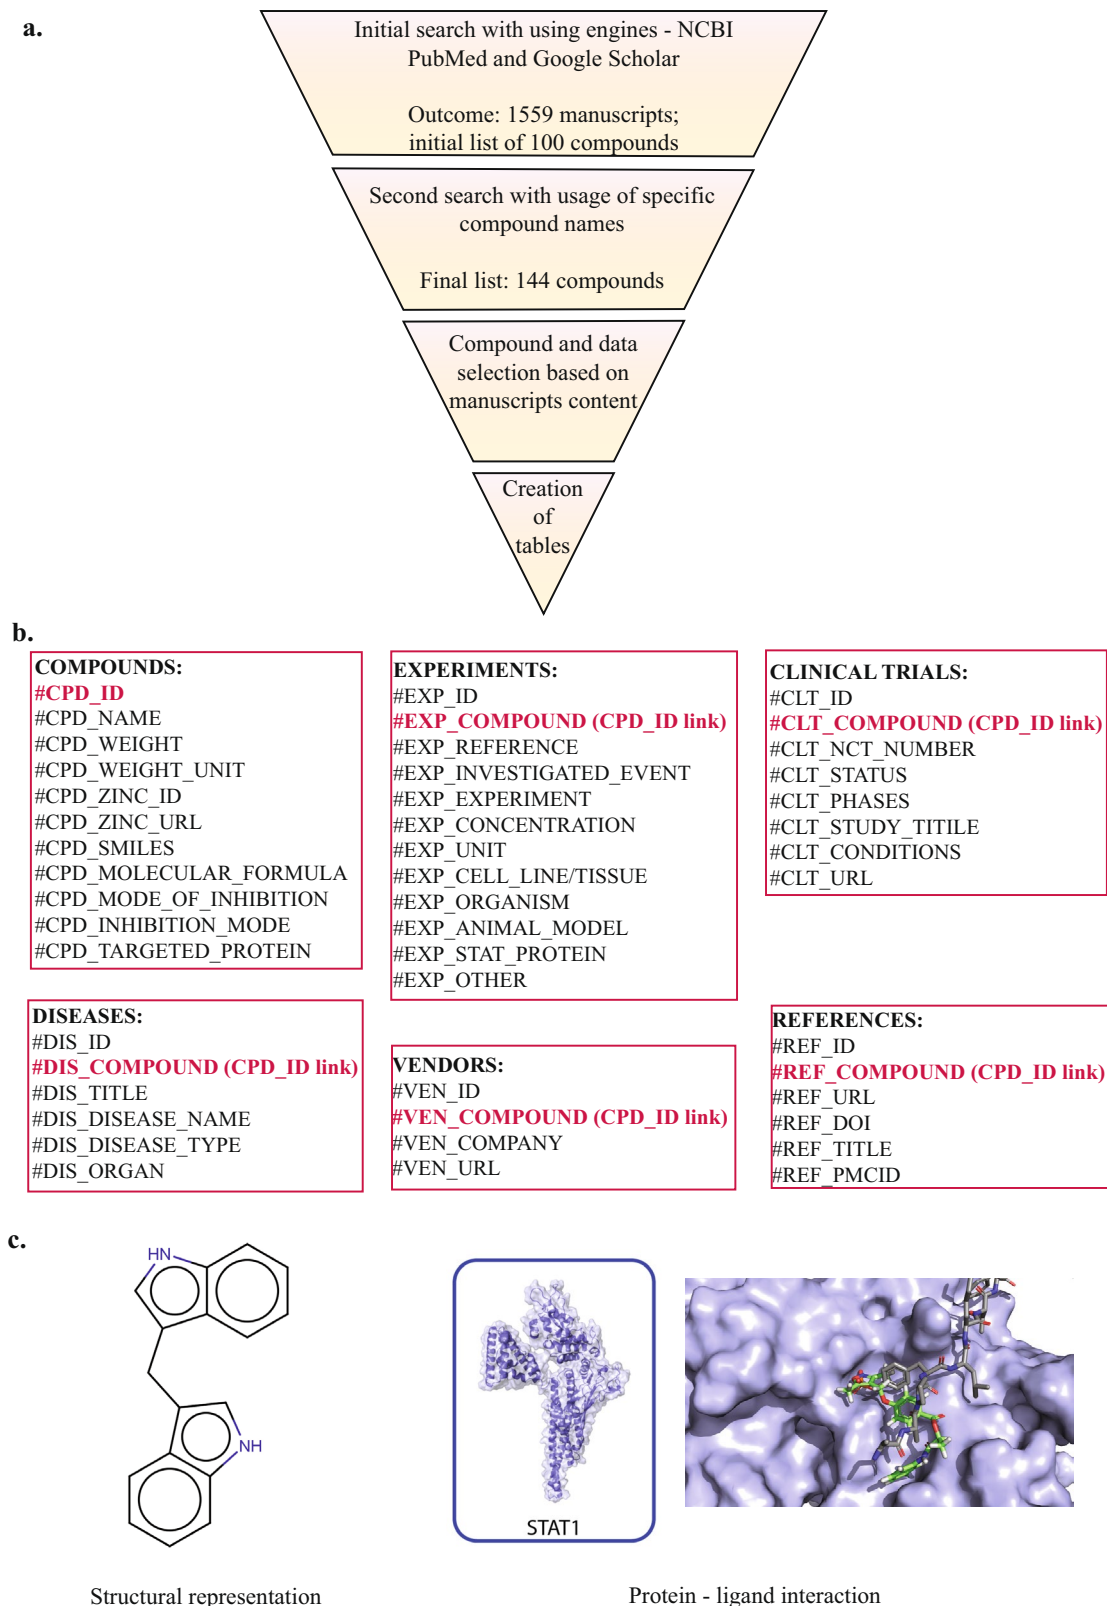 a.
Initial search with using engines - NCBI
PubMed and Google Scholar
Outcome: 1559 manuscripts;
initial list of 100 compounds
Second search with usage of specific
compound names
Final list: 144 compounds
Compound and data
selection based on
manuscripts content
Creation
of
tables
b.
COMPOUNDS:
#CPD_ID
#CPD_NAME
#CPD_WEIGHT
#CPD_WEIGHT_UNIT
#CPD_ZINC_ID
#CPD_ZINC_URL
#CPD_SMILES
#CPD_MOLECULAR_FORMULA
#CPD_MODE_OF_INHIBITION
#CPD_INHIBITION_MODE
#CPD_TARGETED_PROTEIN
EXPERIMENTS:
#EXP_ID
#EXP_COMPOUND (CPD_ID link)
#EXP_REFERENCE
#EXP_INVESTIGATED_EVENT
#EXP_EXPERIMENT
#EXP_CONCENTRATION
#EXP_UNIT
#EXP_CELL_LINE/TISSUE
#EXP_ORGANISM
#EXP_ANIMAL_MODEL
#EXP_STAT_PROTEIN
#EXP_OTHER
CLINICAL TRIALS:
#CLT_ID
#CLT_COMPOUND (CPD_ID link)
#CLT_NCT_NUMBER
#CLT_STATUS
#CLT_PHASES
#CLT_STUDY_TITILE
#CLT_CONDITIONS
#CLT_URL
DISEASES:
#DIS_ID
#DIS_COMPOUND (CPD_ID link)
#DIS_TITLE
#DIS_DISEASE_NAME
#DIS_DISEASE_TYPE
#DIS_ORGAN
VENDORS:
#VEN_ID
#VEN_COMPOUND (CPD_ID link)
#VEN_COMPANY
#VEN_URL
REFERENCES:
#REF_ID
#REF_COMPOUND (CPD_ID link)
#REF_URL
#REF_DOI
#REF_TITLE
#REF_PMCID
c.
HN
NH
STAT1
Structural representation
Protein - ligand interaction